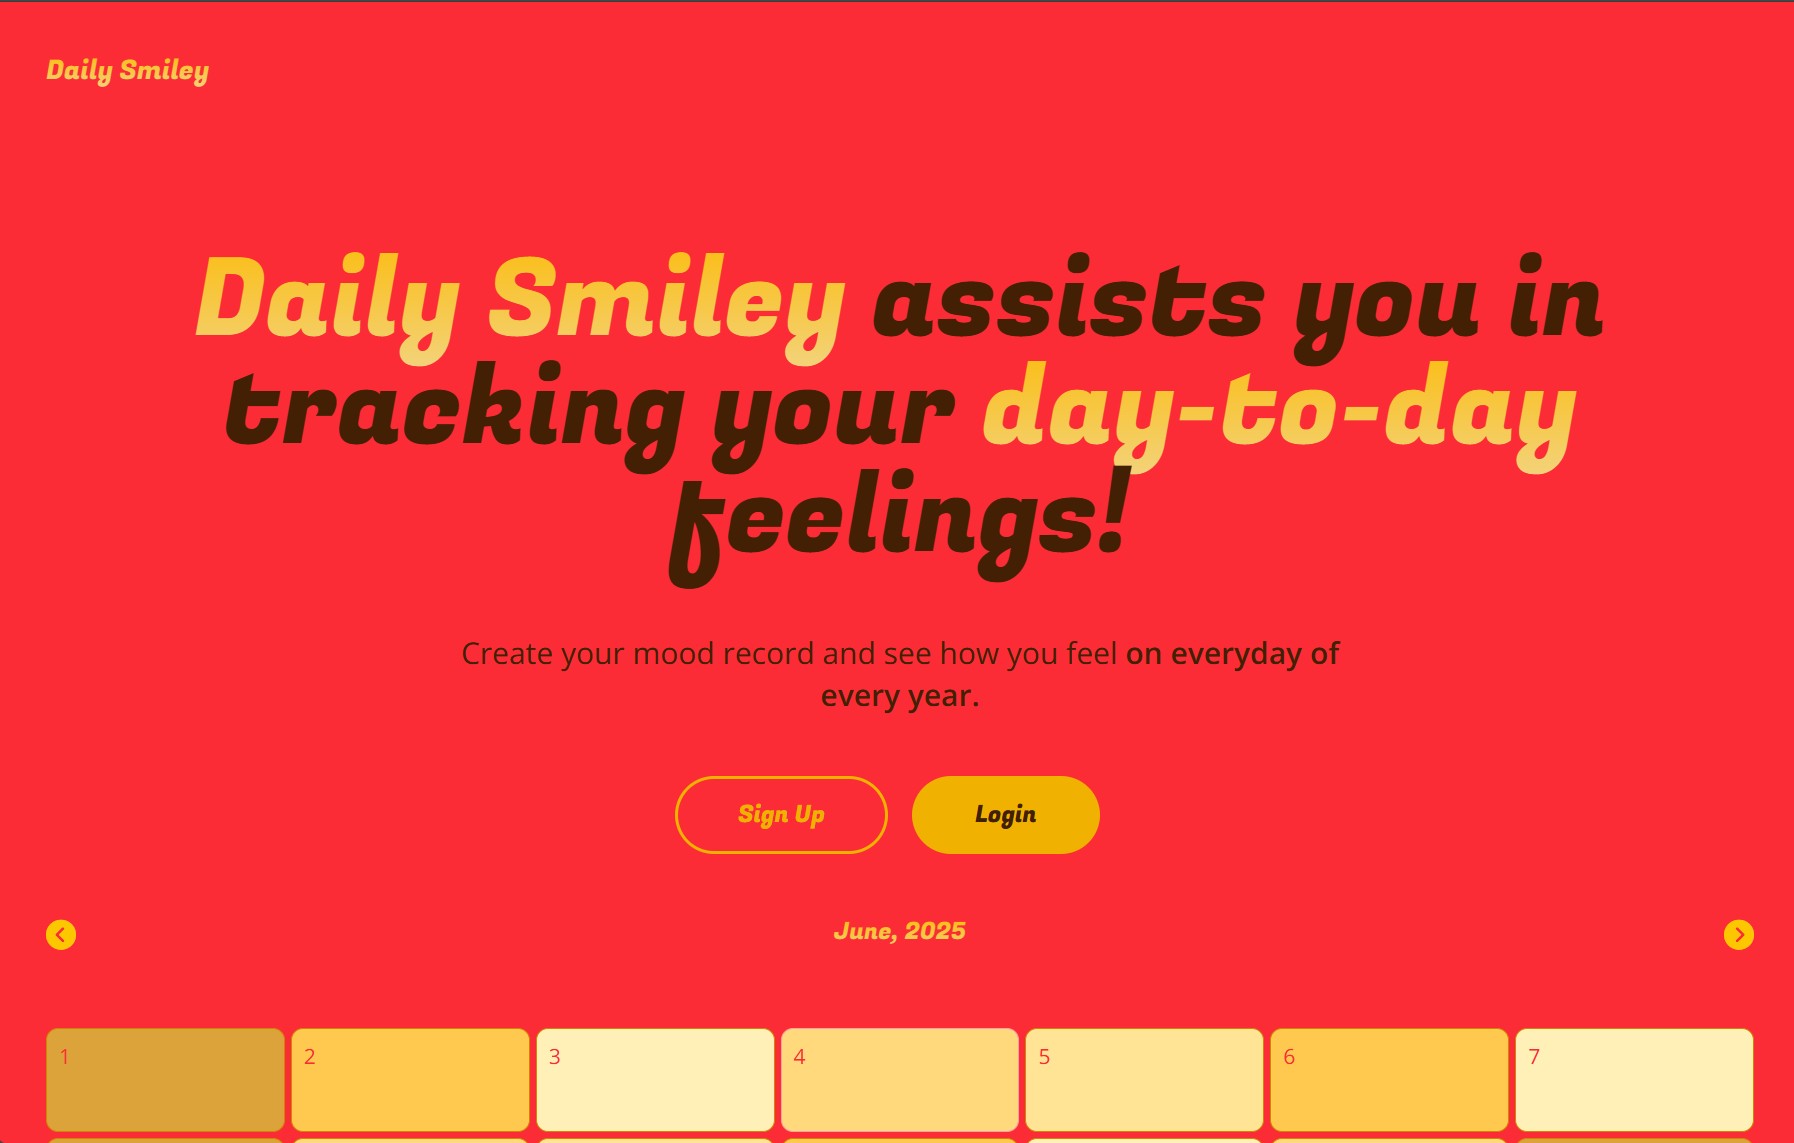 Daily Smiley
Daily Smiley assists you in
tracking your day-to-day
feelings!
Create your mood record and see how you feel on everyday of
every year.
Sign Up
Login
June, 2025
1
2
3
4
5
6
7